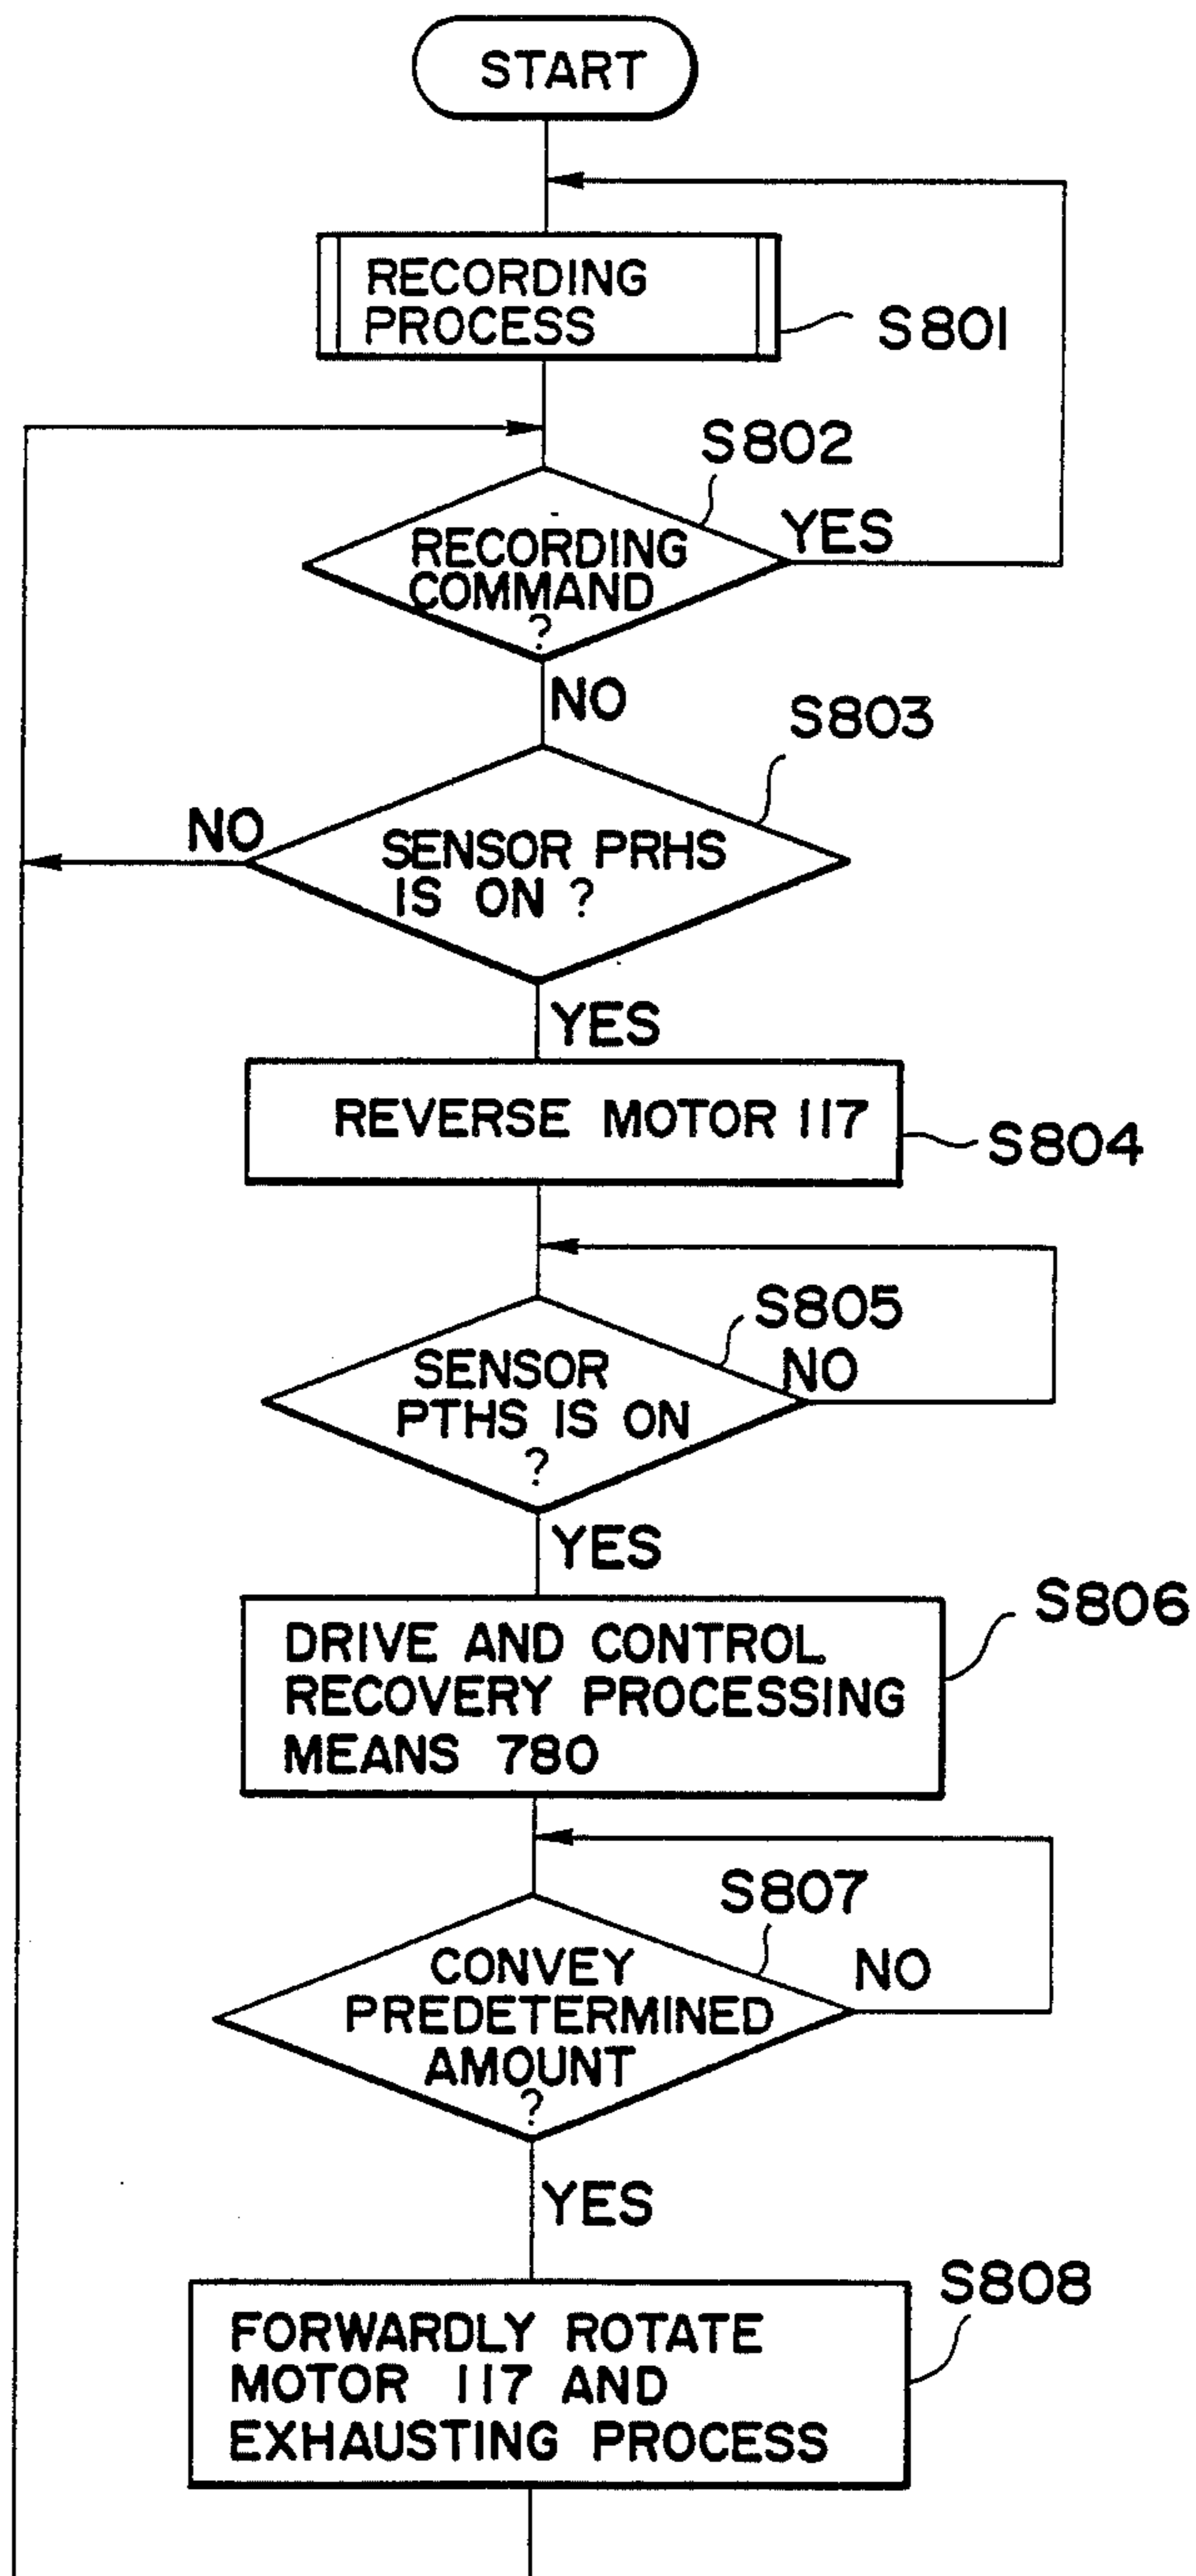 START
RECORDING
PROCESS
S801
S802
RECORDING
COMMAND
?
YES
NO
S803
SENSOR PRHS
IS ON ?
NO
YES
REVERSE MOTOR 117
S804
S805
SENSOR
PTHS IS ON
?
NO
YES
S806
DRIVE AND CONTROL
RECOVERY PROCESSING
MEANS 780
S807
CONVEY
PREDETERMINED
AMOUNT
?
NO
YES
S808
FORWARDLY ROTATE
MOTOR 117 AND
EXHAUSTING PROCESS